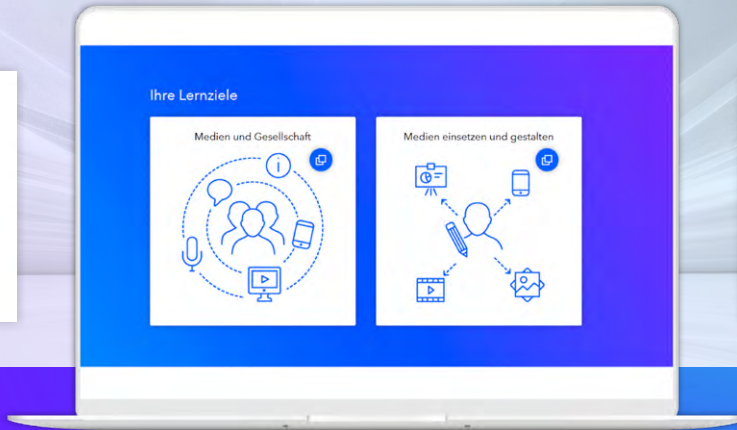 Ihre Lernziele
Medien und Gesellschaft
Medien einsetzen und gestalten